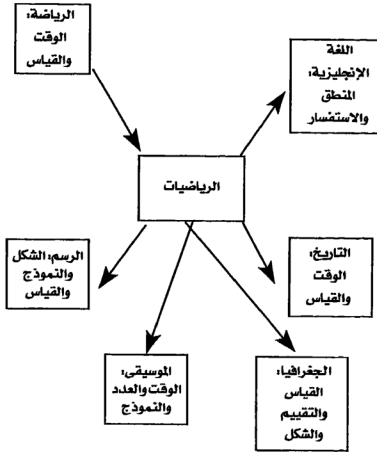 الرياضة:
الوقت
والقياس
اللغة
الإنجليزية:
المنطق
والاستفسار
الرياضيات
الرسم: الشكل
والنموذج
والقياس
التاريخ:
الوقت
والقياس
الموسيقى:
الوقت والعدد
والنموذج
الجغرافيا:
القياس
والتقييم
والشكل